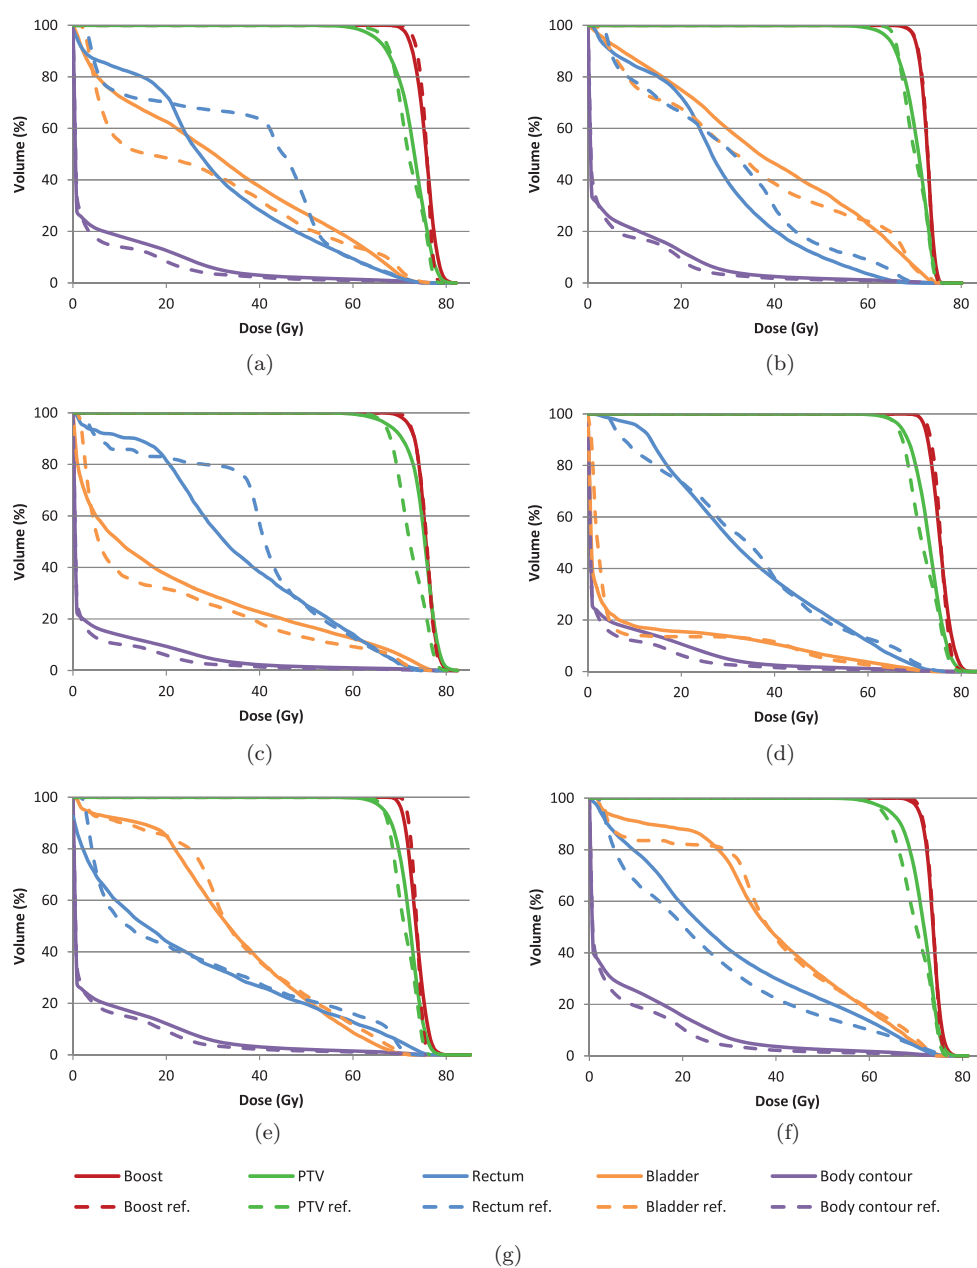 100
80
60
40
20
0
Volume (%)
0 20 40 60 80
Dose (Gy)
(a)
100
80
60
40
20
0
Volume (%)
0 20 40 60 80
Dose (Gy)
(b)
100
80
60
40
20
0
Volume (%)
0 20 40 60 80
Dose (Gy)
(c)
100
80
60
40
20
0
Volume (%)
0 20 40 60 80
Dose (Gy)
(d)
100
80
60
40
20
0
Volume (%)
0 20 40 60 80
Dose (Gy)
(e)
100
80
60
40
20
0
Volume (%)
0 20 40 60 80
Dose (Gy)
(f)
Boost PTV Rectum Bladder Body contour
Boost ref. PTV ref. Rectum ref. Bladder ref. Body contour ref.
(g)